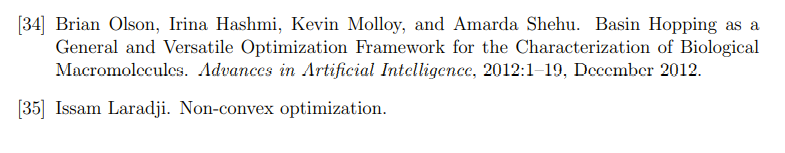 [34] Brian Olson, Irina Hashmi, Kevin Molloy, and Amarda Shehu. Basin Hopping as a
General and Versatile Optimization Framework for the Characterization of Biological
Macromolecules. Advances in Artificial Intelligence, 2012:1–19, December 2012.
[35] Issam Laradji. Non-convex optimization.